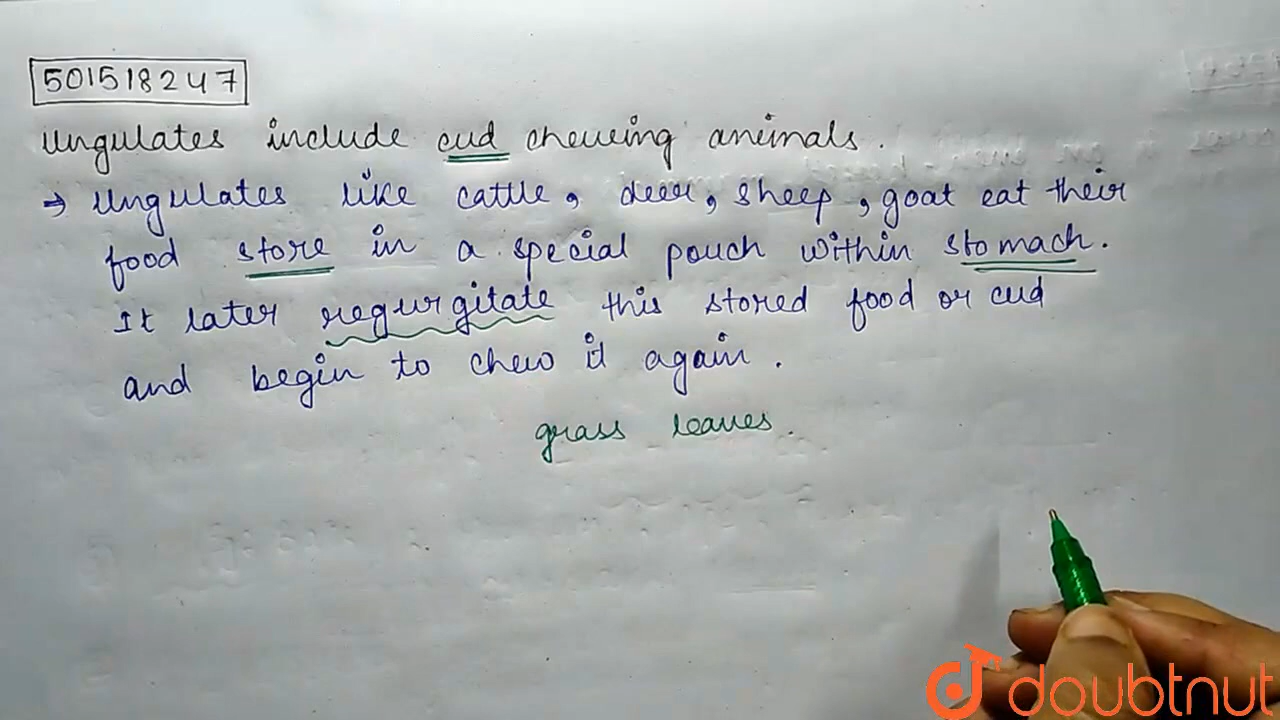 501518247
Ungulates include cud chewing animals.
→ Ungulates like cattle, deer, sheep, goat eat their
food store in a special pouch within stomach.
It later regurgitate this stored food or cud
and begin to chew it again.
grass leaves.
doubtnut